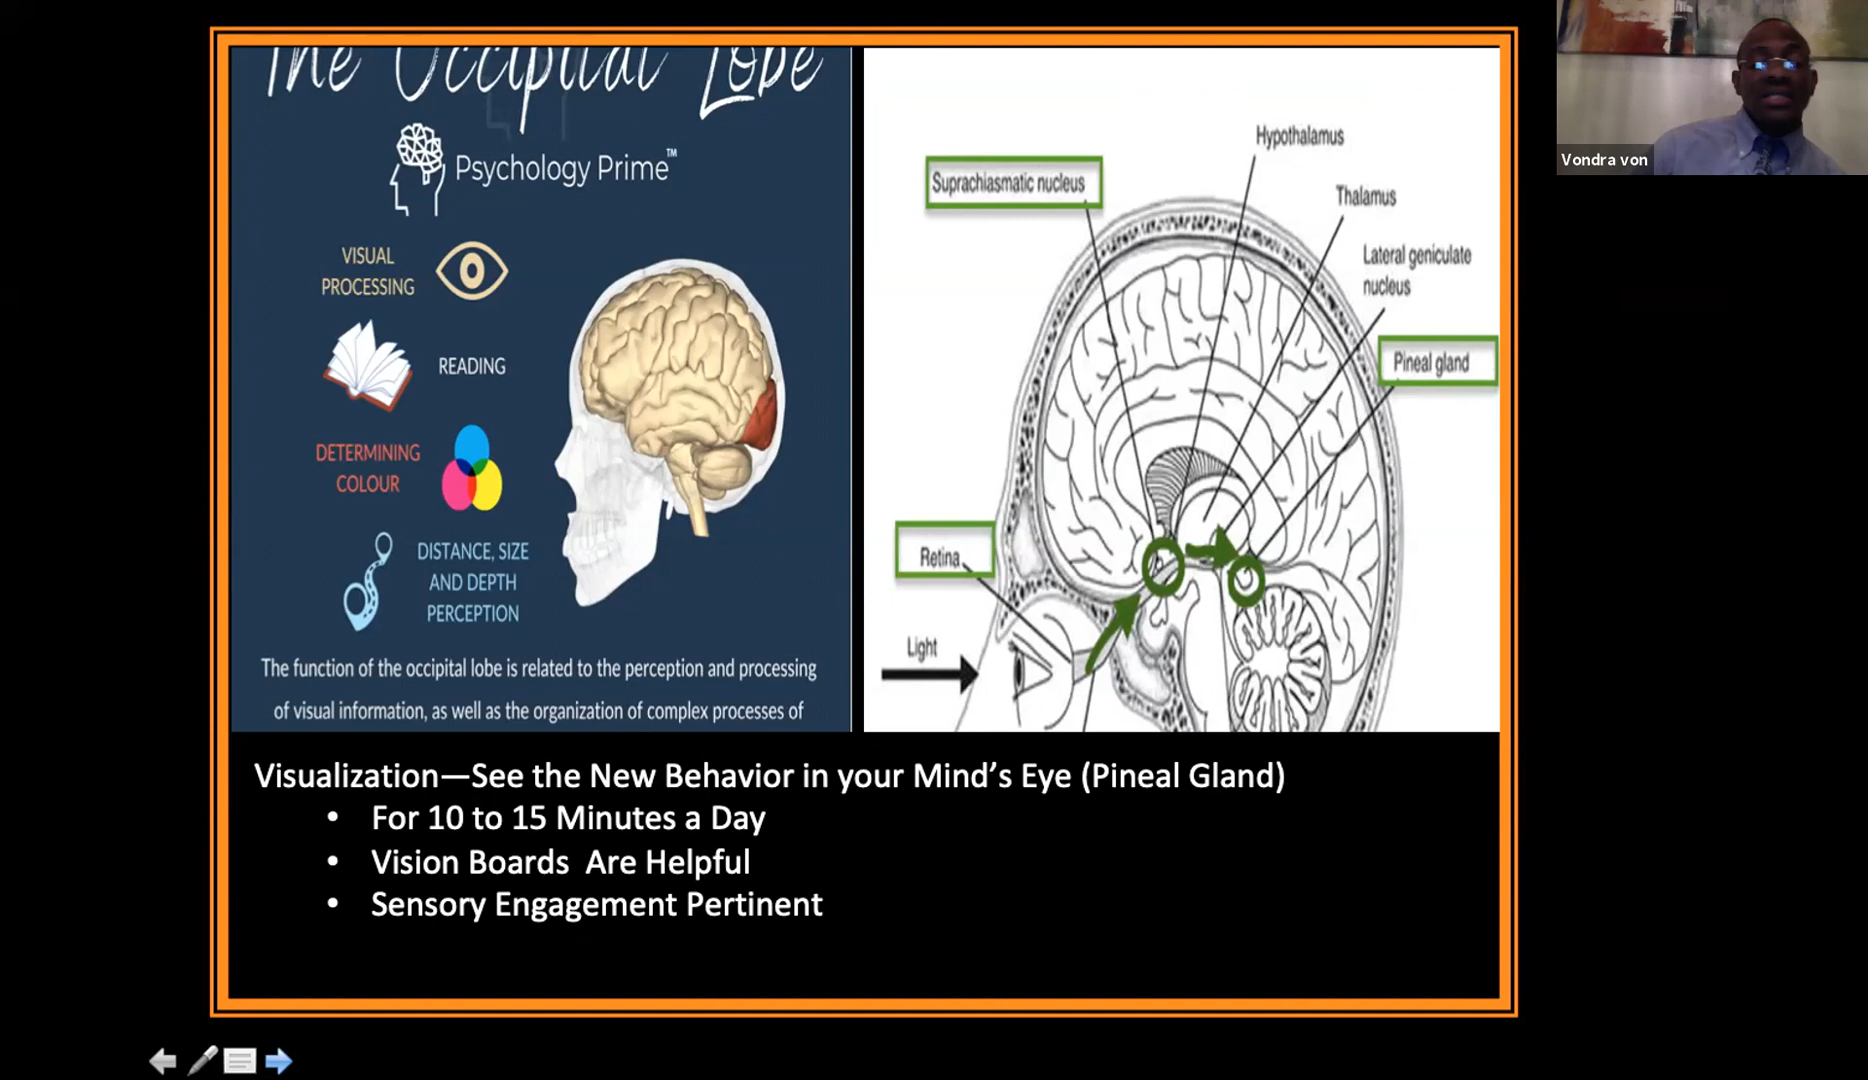 The Occipital Lobe
Psychology Prime™
VISUAL
PROCESSING
READING
DETERMINING
COLOUR
DISTANCE, SIZE
AND DEPTH
PERCEPTION
The function of the occipital lobe is related to the perception and processing
of visual information, as well as the organization of complex processes of
Hypothalamus
Suprachiasmatic nucleus
Thalamus
Lateral geniculate
nucleus
Pineal gland
Retina
Light
Visualization—See the New Behavior in your Mind’s Eye (Pineal Gland)
• For 10 to 15 Minutes a Day
• Vision Boards  Are Helpful
• Sensory Engagement Pertinent
Vondra von